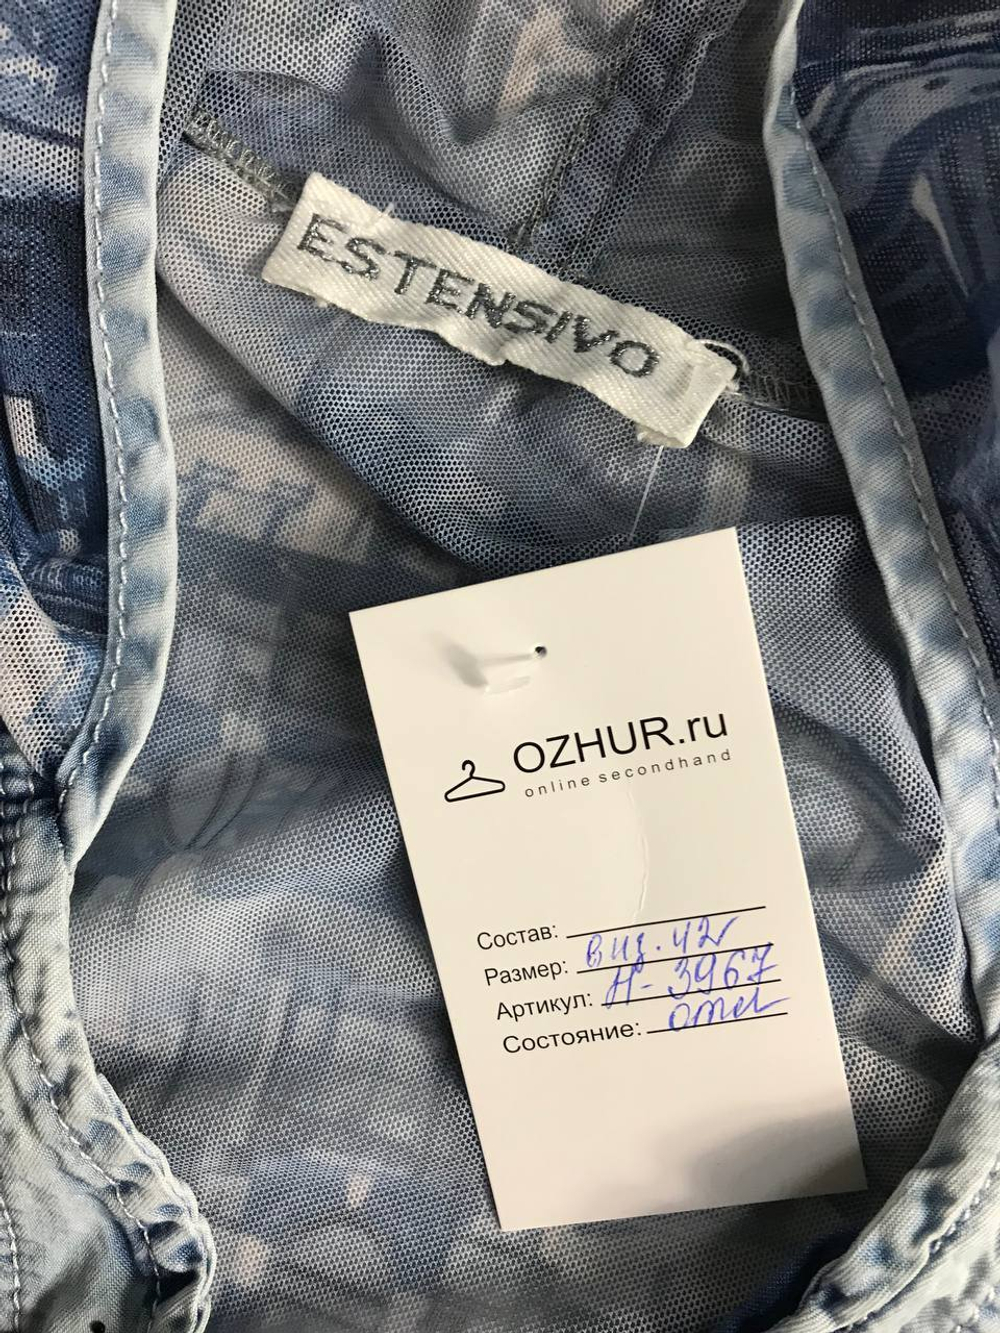 ESTENSIVO
OZHUR.ru
online secondhand
Состав:
Размер: виз. 42
Артикул: Н-3967
Состояние: отл